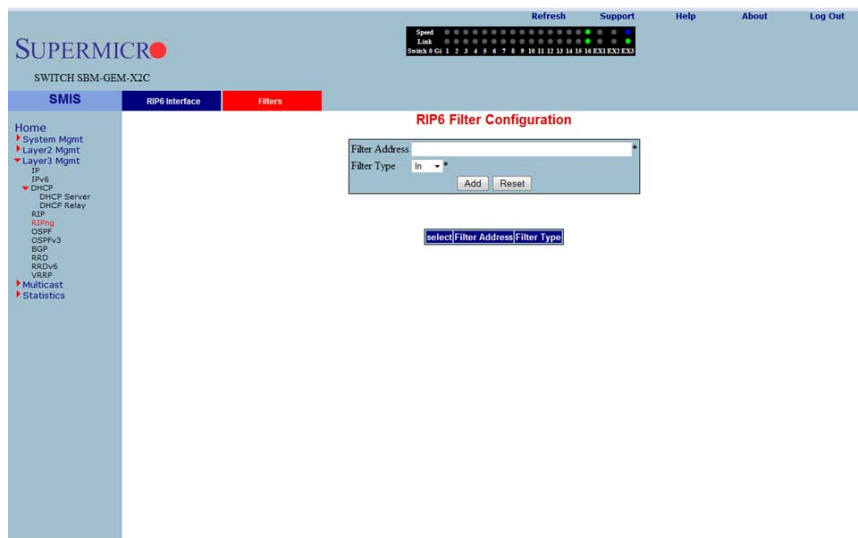 Refresh Support Help About Log Out
SUPERMICRO
Speed
Link
Switch 0 Gi 1 2 3 4 5 6 7 8 9 10 11 12 13 14 15 16 EX1 EX2 EX3
SWITCH SBM-GEM-X2C
SMIS
RIP6 Interface
Filters
Home
System Mgmt
Layer2 Mgmt
Layer3 Mgmt
IP
IPv6
DHCP
DHCP Server
DHCP Relay
RIP
RIPng
OSPF
OSPFv3
BGP
RRD
RRDv6
VRRP
Multicast
Statistics
RIP6 Filter Configuration
Filter Address *
Filter Type In *
Add Reset
select Filter Address Filter Type